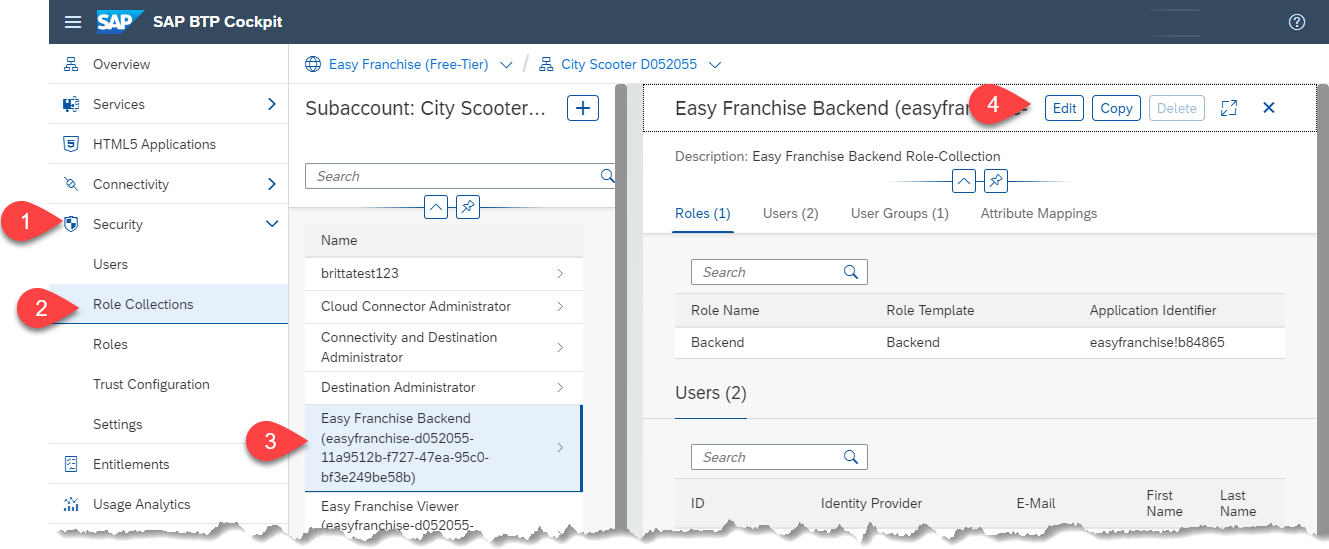 SAP SAP BTP Cockpit
Overview
Services
HTML5 Applications
Connectivity
1
Security
Users
2
Role Collections
Roles
Trust Configuration
Settings
Entitlements
Usage Analytics
Easy Franchise (Free-Tier) / City Scooter D052055
Subaccount: City Scooter...
Search
Name
brittatest123
Cloud Connector Administrator
Connectivity and Destination
Administrator
Destination Administrator
3
Easy Franchise Backend
(easyfranchise-d052055-
11a9512b-f727-47ea-95c0-
bf3e249be58b)
Easy Franchise Viewer
(easyfranchise-d052055-
Easy Franchise Backend (easyfran
4
Edit Copy Delete
Description: Easy Franchise Backend Role-Collection
Roles (1) Users (2) User Groups (1) Attribute Mappings
Search
Role Name Role Template Application Identifier
Backend Backend easyfranchise!b84865
Users (2)
Search
ID Identity Provider E-Mail First Name Last Name